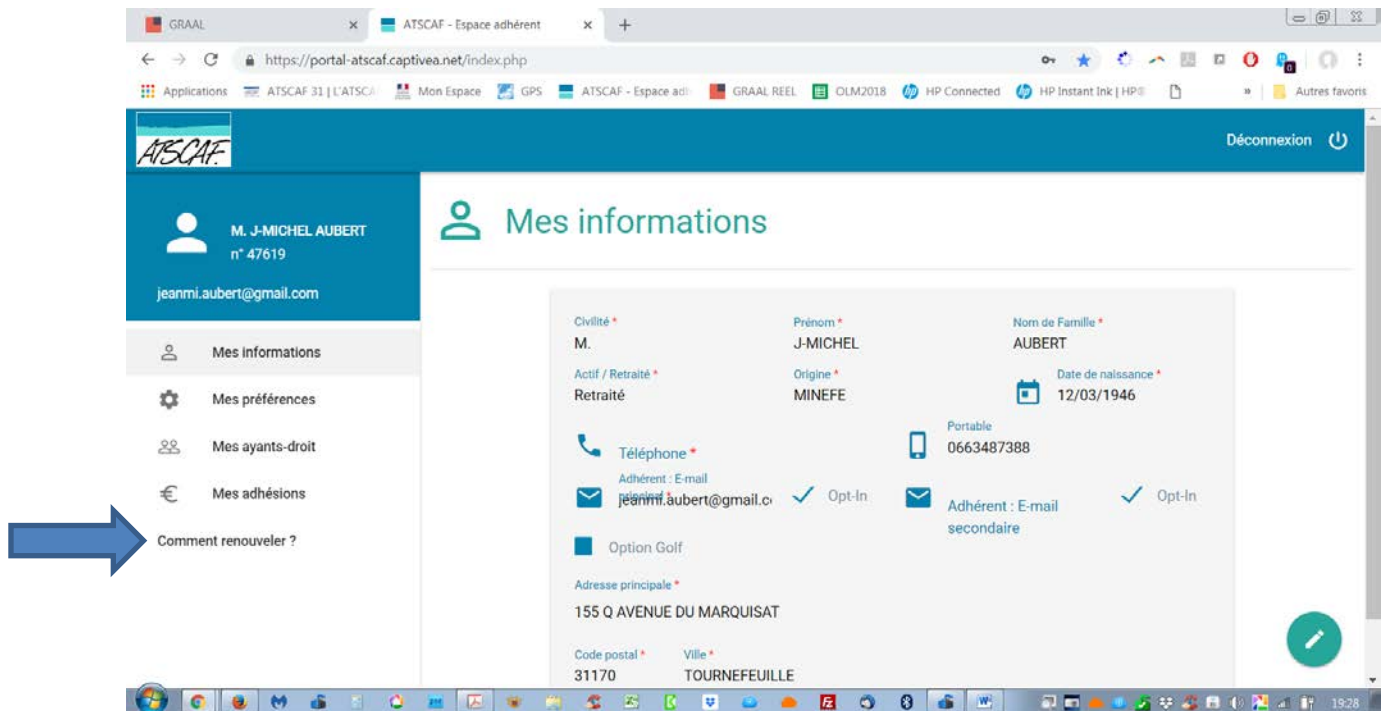 GRAAL
ATSCAF - Espace adhérent
https://portal-atscaf.captivea.net/index.php
Applications ATSCAF 31 | L'ATSCA Mon Espace GPS ATSCAF - Espace adh GRAAL REEL OLM2018 HP Connected HP Instant Ink | HP® » Autres favoris
ATSCAF.
Déconnexion
M. J-MICHEL AUBERT
n° 47619
jeanmi.aubert@gmail.com
Mes informations
Mes préférences
Mes ayants-droit
Mes adhésions
Comment renouveler ?
Mes informations
Civilité * Prénom * Nom de Famille *
M. J-MICHEL AUBERT
Actif / Retraité * Origine * Date de naissance *
Retraité MINEFE 12/03/1946
Portable
Téléphone * 0663487388
Adhérent : E-mail
principal *
jeanmi.aubert@gmail.c Opt-In Adhérent : E-mail Opt-In
secondaire
Option Golf
Adresse principale *
155 Q AVENUE DU MARQUISAT
Code postal * Ville *
31170 TOURNEFEUILLE
19:28